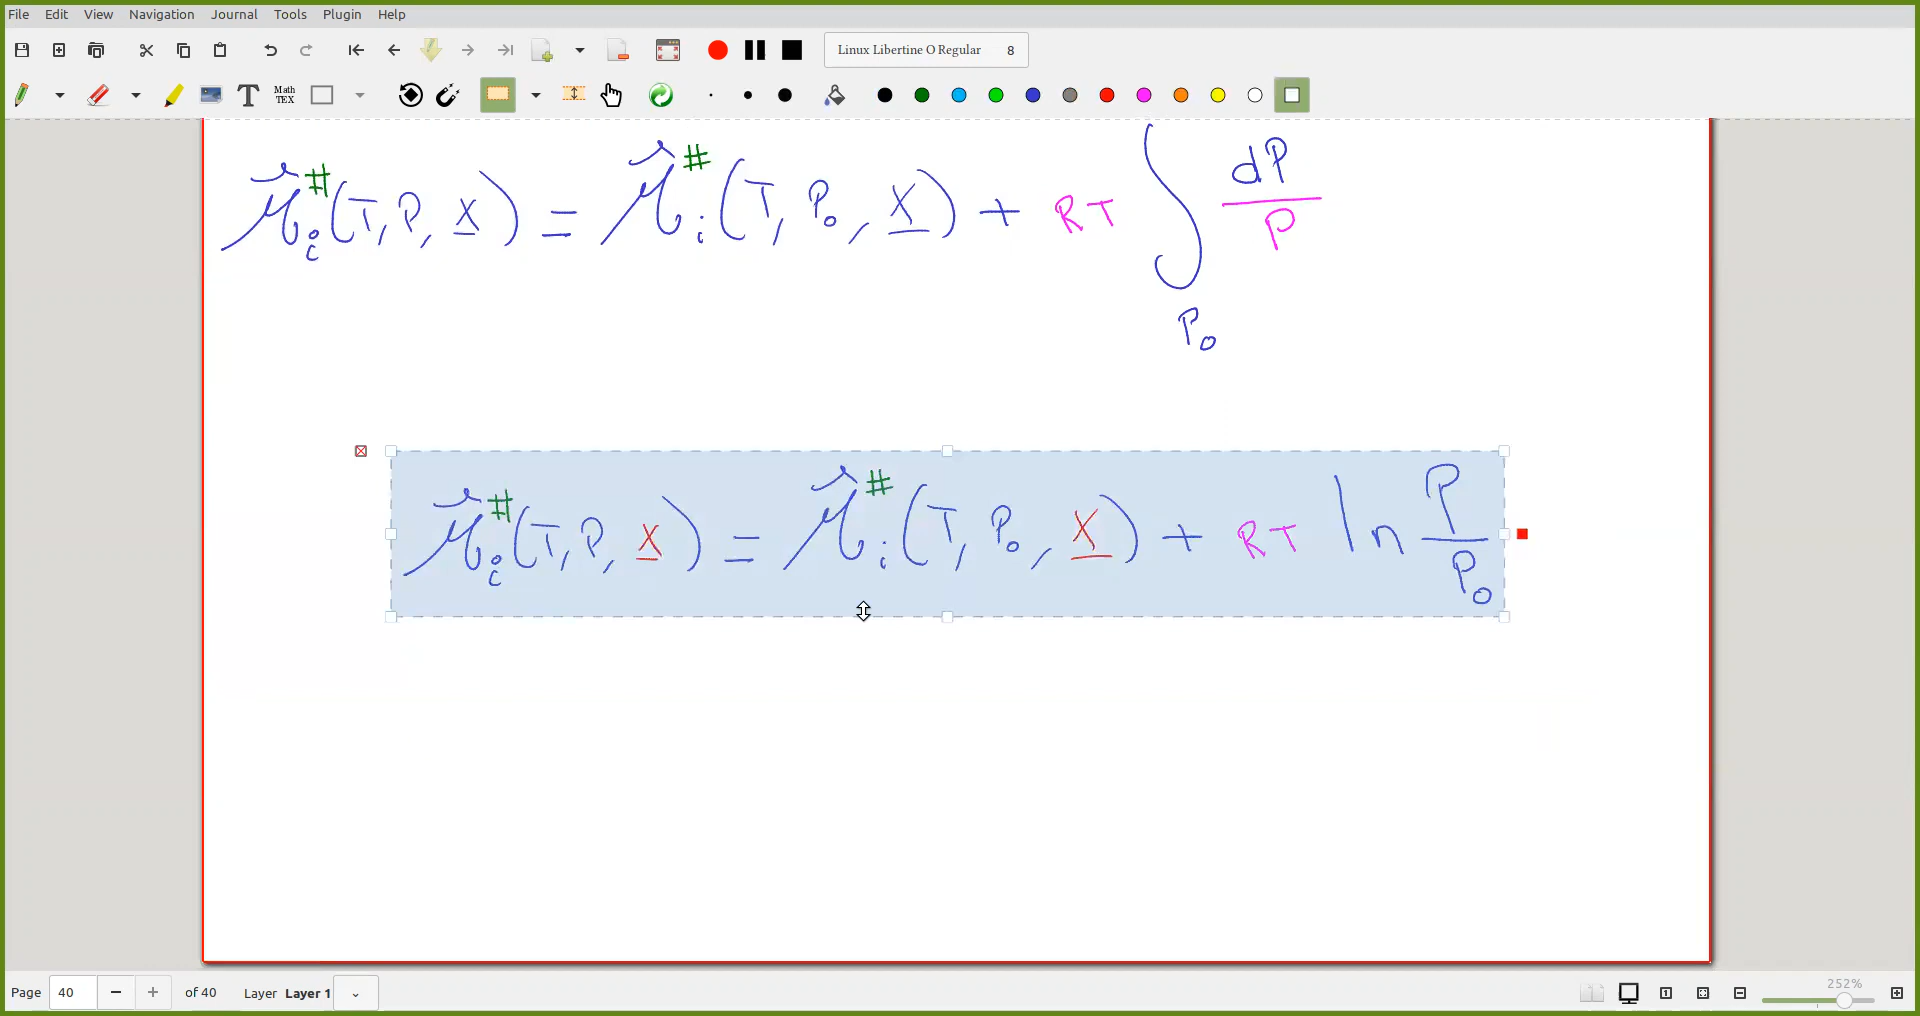 File Edit View Navigation Journal Tools Plugin Help
Linux Libertine O Regular 8
Math TEX
μ̂ᵢ^#(T, P, X̲) = μ̂ᵢ^#(T, P₀, X̲) + RT ∫_{P₀} dP/P
μ̂ᵢ^#(T, P, X̲) = μ̂ᵢ^#(T, P₀, X̲) + RT ln P/P₀
Page 40 of 40 Layer Layer 1 252%